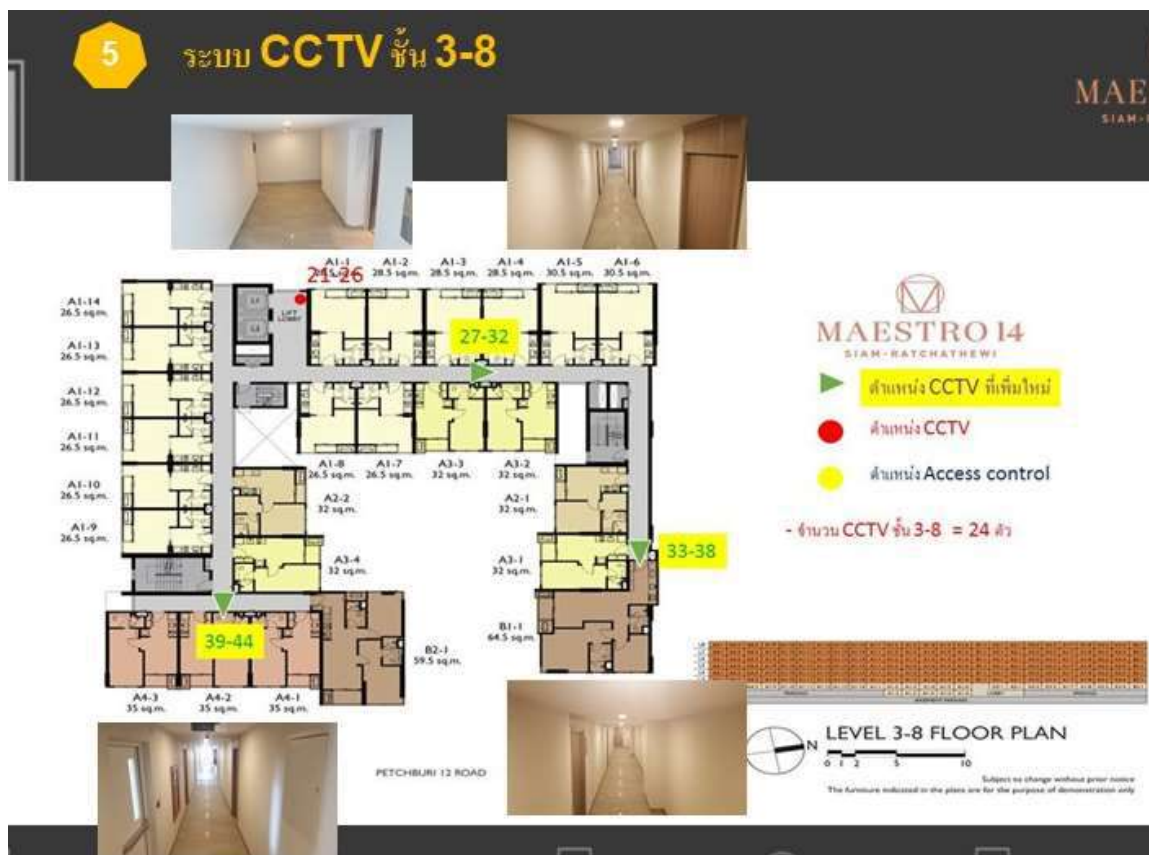 5
ระบบ CCTV ชั้น 3-8
MAE
SIAM-
A1-1
A1-2
28.5 sq.m.
A1-3
28.5 sq.m.
A1-4
28.5 sq.m.
A1-5
30.5 sq.m.
A1-6
30.5 sq.m.
21-26
A1-14
26.5 sq.m.
L1
L2
LIFT
LOBBY
A1-13
26.5 sq.m.
27-32
A1-12
26.5 sq.m.
A1-11
26.5 sq.m.
A1-10
26.5 sq.m.
A1-9
26.5 sq.m.
A1-8
26.5 sq.m.
A1-7
26.5 sq.m.
A3-3
32 sq.m.
A3-2
32 sq.m.
A2-2
32 sq.m.
A2-1
32 sq.m.
A3-4
32 sq.m.
A3-1
32 sq.m.
33-38
39-44
B2-1
59.5 sq.m.
B1-1
64.5 sq.m.
A4-3
35 sq.m.
A4-2
35 sq.m.
A4-1
35 sq.m.
PETCHBURI 12 ROAD
MAESTRO 14
SIAM-RATCHATHEWI
ตำแหน่ง CCTV ที่เพิ่มใหม่
ตำแหน่ง CCTV
ตำแหน่ง Access control
- จำนวน CCTV ชั้น 3-8 = 24 ตัว
N
LEVEL 3-8 FLOOR PLAN
0 1 2 5 10
Subject to change without prior notice
The furniture indicated in the plans are for the purpose of demonstration only